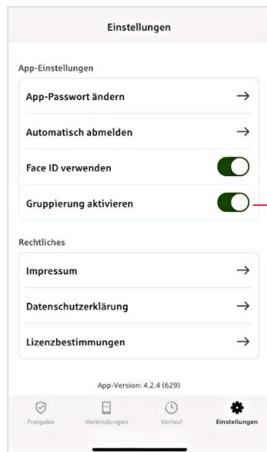 Einstellungen
App-Einstellungen
App-Passwort ändern
Automatisch abmelden
Face ID verwenden
Gruppierung aktivieren
Rechtliches
Impressum
Datenschutzerklärung
Lizenzbestimmungen
App-Version: 4.2.4 (629)
Freigabe Verbindungen Verlauf Einstellungen